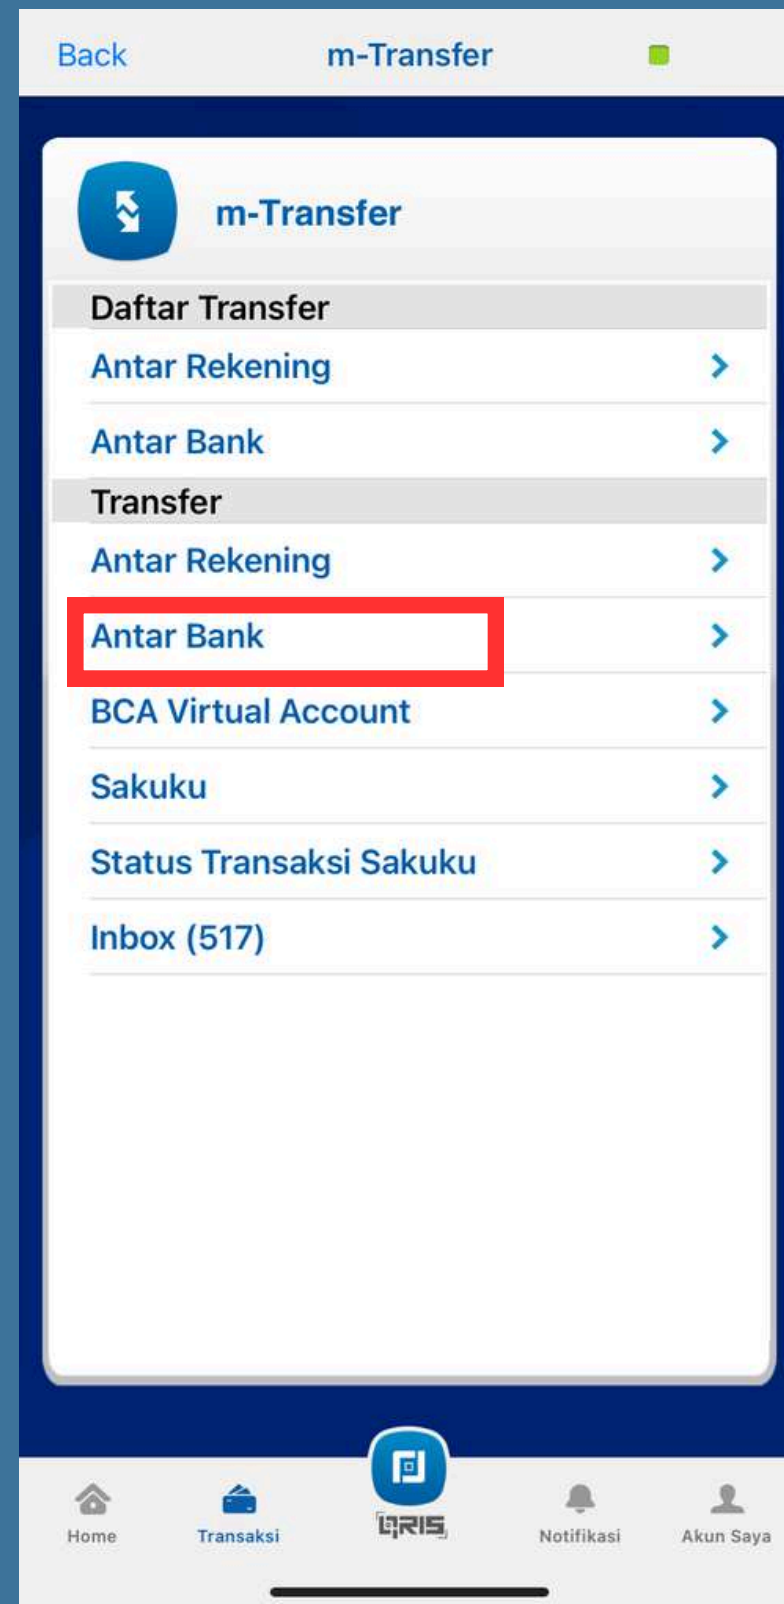 Back
m-Transfer
m-Transfer
Daftar Transfer
Antar Rekening
Antar Bank
Transfer
Antar Rekening
Antar Bank
BCA Virtual Account
Sakuku
Status Transaksi Sakuku
Inbox (517)
Home
Transaksi
QRIS
Notifikasi
Akun Saya